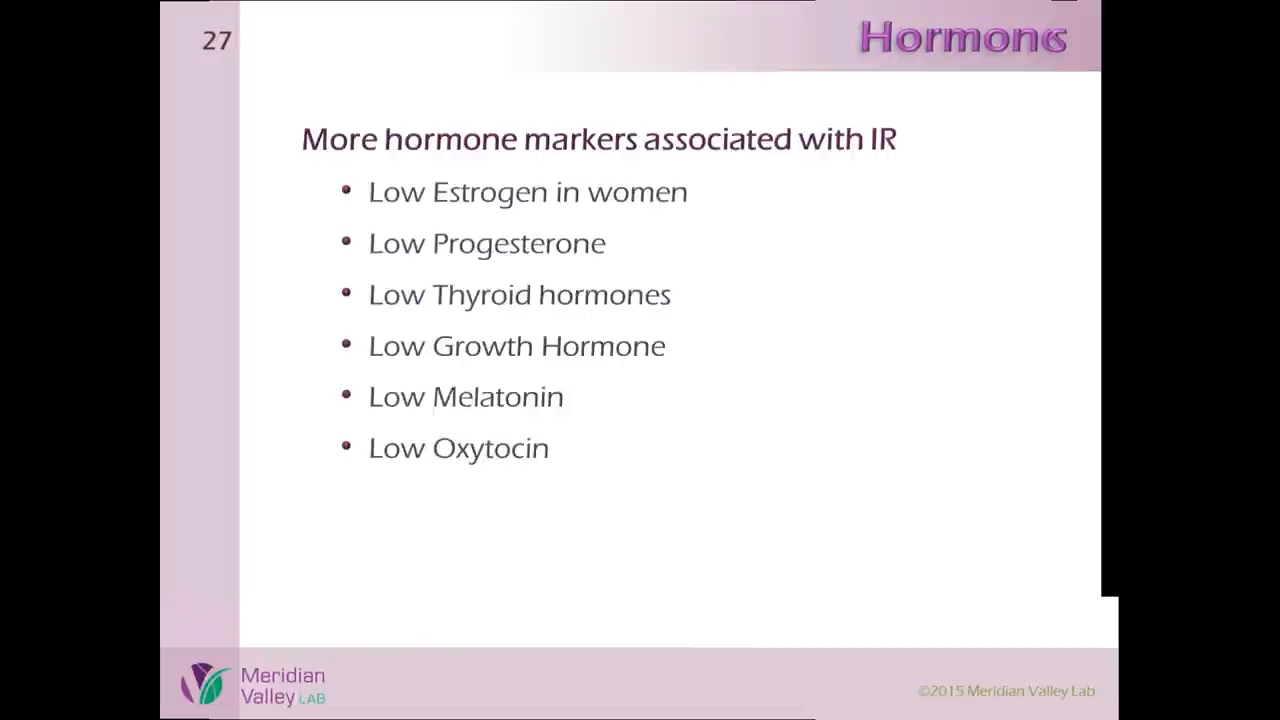 27
Hormones
More hormone markers associated with IR
• Low Estrogen in women
• Low Progesterone
• Low Thyroid hormones
• Low Growth Hormone
• Low Melatonin
• Low Oxytocin
Meridian
Valley LAB
©2015 Meridian Valley Lab